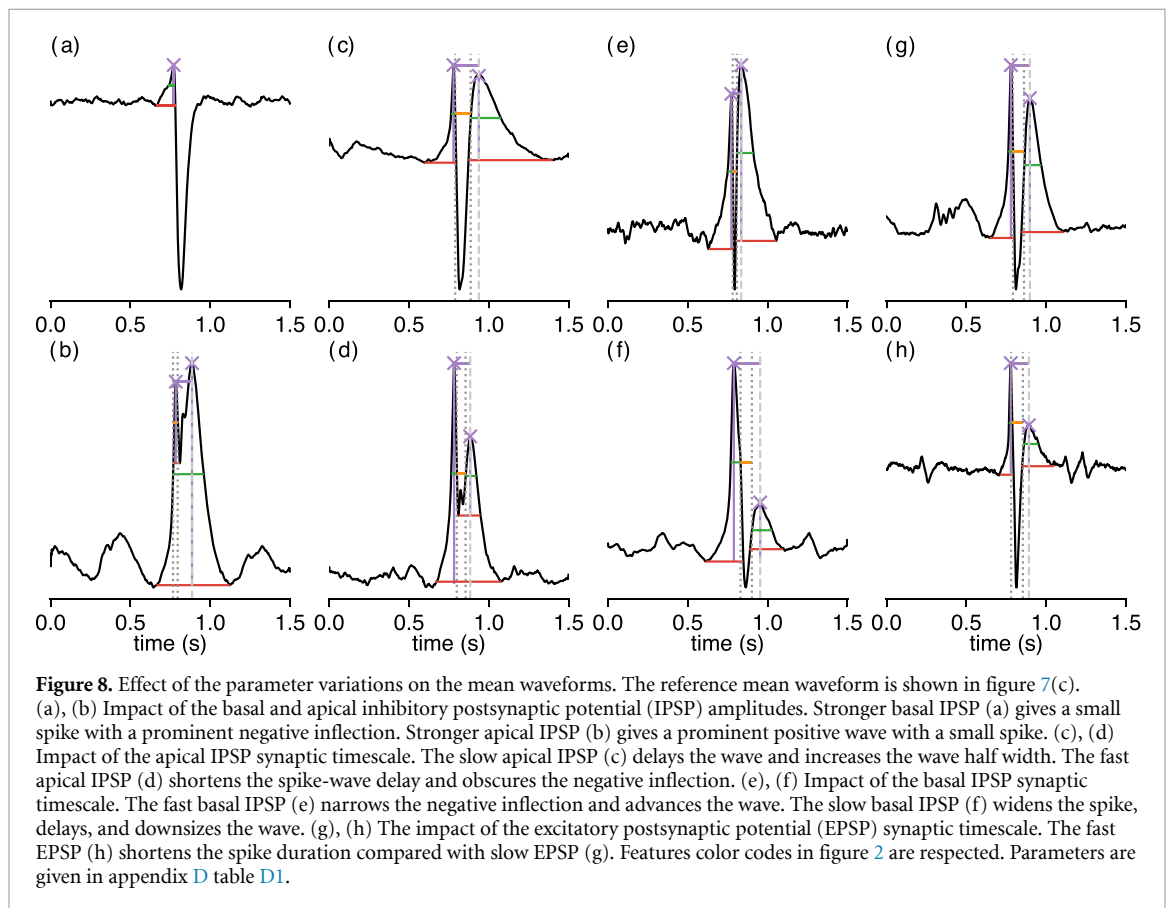 (a) (c) (e) (g)
0.0 0.5 1.0 1.5 0.0 0.5 1.0 1.5 0.0 0.5 1.0 1.5 0.0 0.5 1.0 1.5
(b) (d) (f) (h)
0.0 0.5 1.0 1.5 0.0 0.5 1.0 1.5 0.0 0.5 1.0 1.5 0.0 0.5 1.0 1.5
time (s) time (s) time (s) time (s)
Figure 8. Effect of the parameter variations on the mean waveforms. The reference mean waveform is shown in figure 7(c).
(a), (b) Impact of the basal and apical inhibitory postsynaptic potential (IPSP) amplitudes. Stronger basal IPSP (a) gives a small
spike with a prominent negative inflection. Stronger apical IPSP (b) gives a prominent positive wave with a small spike. (c), (d)
Impact of the apical IPSP synaptic timescale. The slow apical IPSP (c) delays the wave and increases the wave half width. The fast
apical IPSP (d) shortens the spike-wave delay and obscures the negative inflection. (e), (f) Impact of the basal IPSP synaptic
timescale. The fast basal IPSP (e) narrows the negative inflection and advances the wave. The slow basal IPSP (f) widens the spike,
delays, and downsizes the wave. (g), (h) The impact of the excitatory postsynaptic potential (EPSP) synaptic timescale. The fast
EPSP (h) shortens the spike duration compared with slow EPSP (g). Features color codes in figure 2 are respected. Parameters are
given in appendix D table D1.